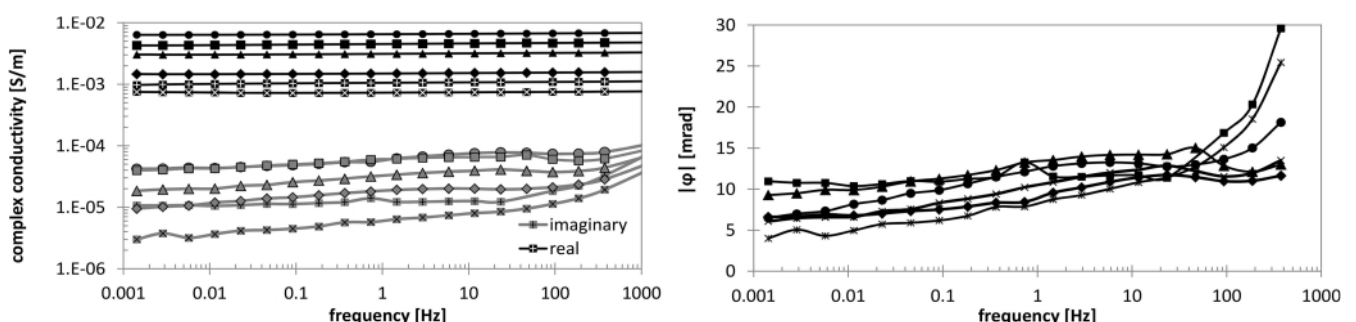 complex conductivity [S/m]
1.E-02
1.E-03
1.E-04
1.E-05
1.E-06
imaginary
real
0.001 0.01 0.1 1 10 100 1000
frequency [Hz]
|φ| [mrad]
30
25
20
15
10
5
0
0.001 0.01 0.1 1 10 100 1000
frequency [Hz]